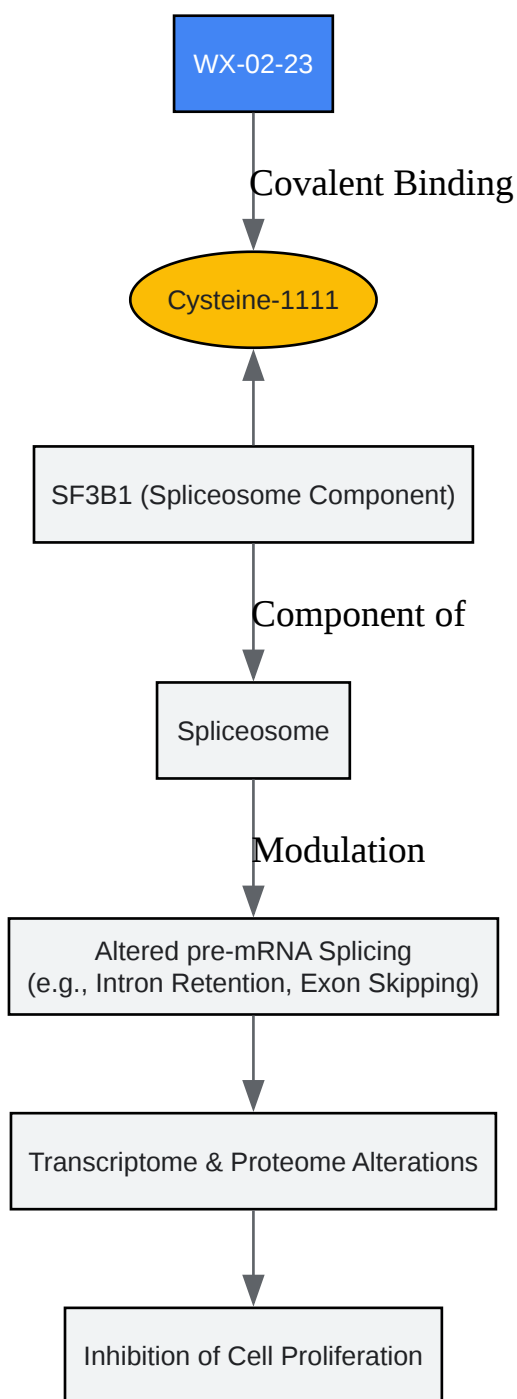 WX-02-23
Covalent Binding
Cysteine-1111
SF3B1 (Spliceosome Component)
Component of
Spliceosome
Modulation
Altered pre-mRNA Splicing
(e.g., Intron Retention, Exon Skipping)
Transcriptome & Proteome Alterations
Inhibition of Cell Proliferation